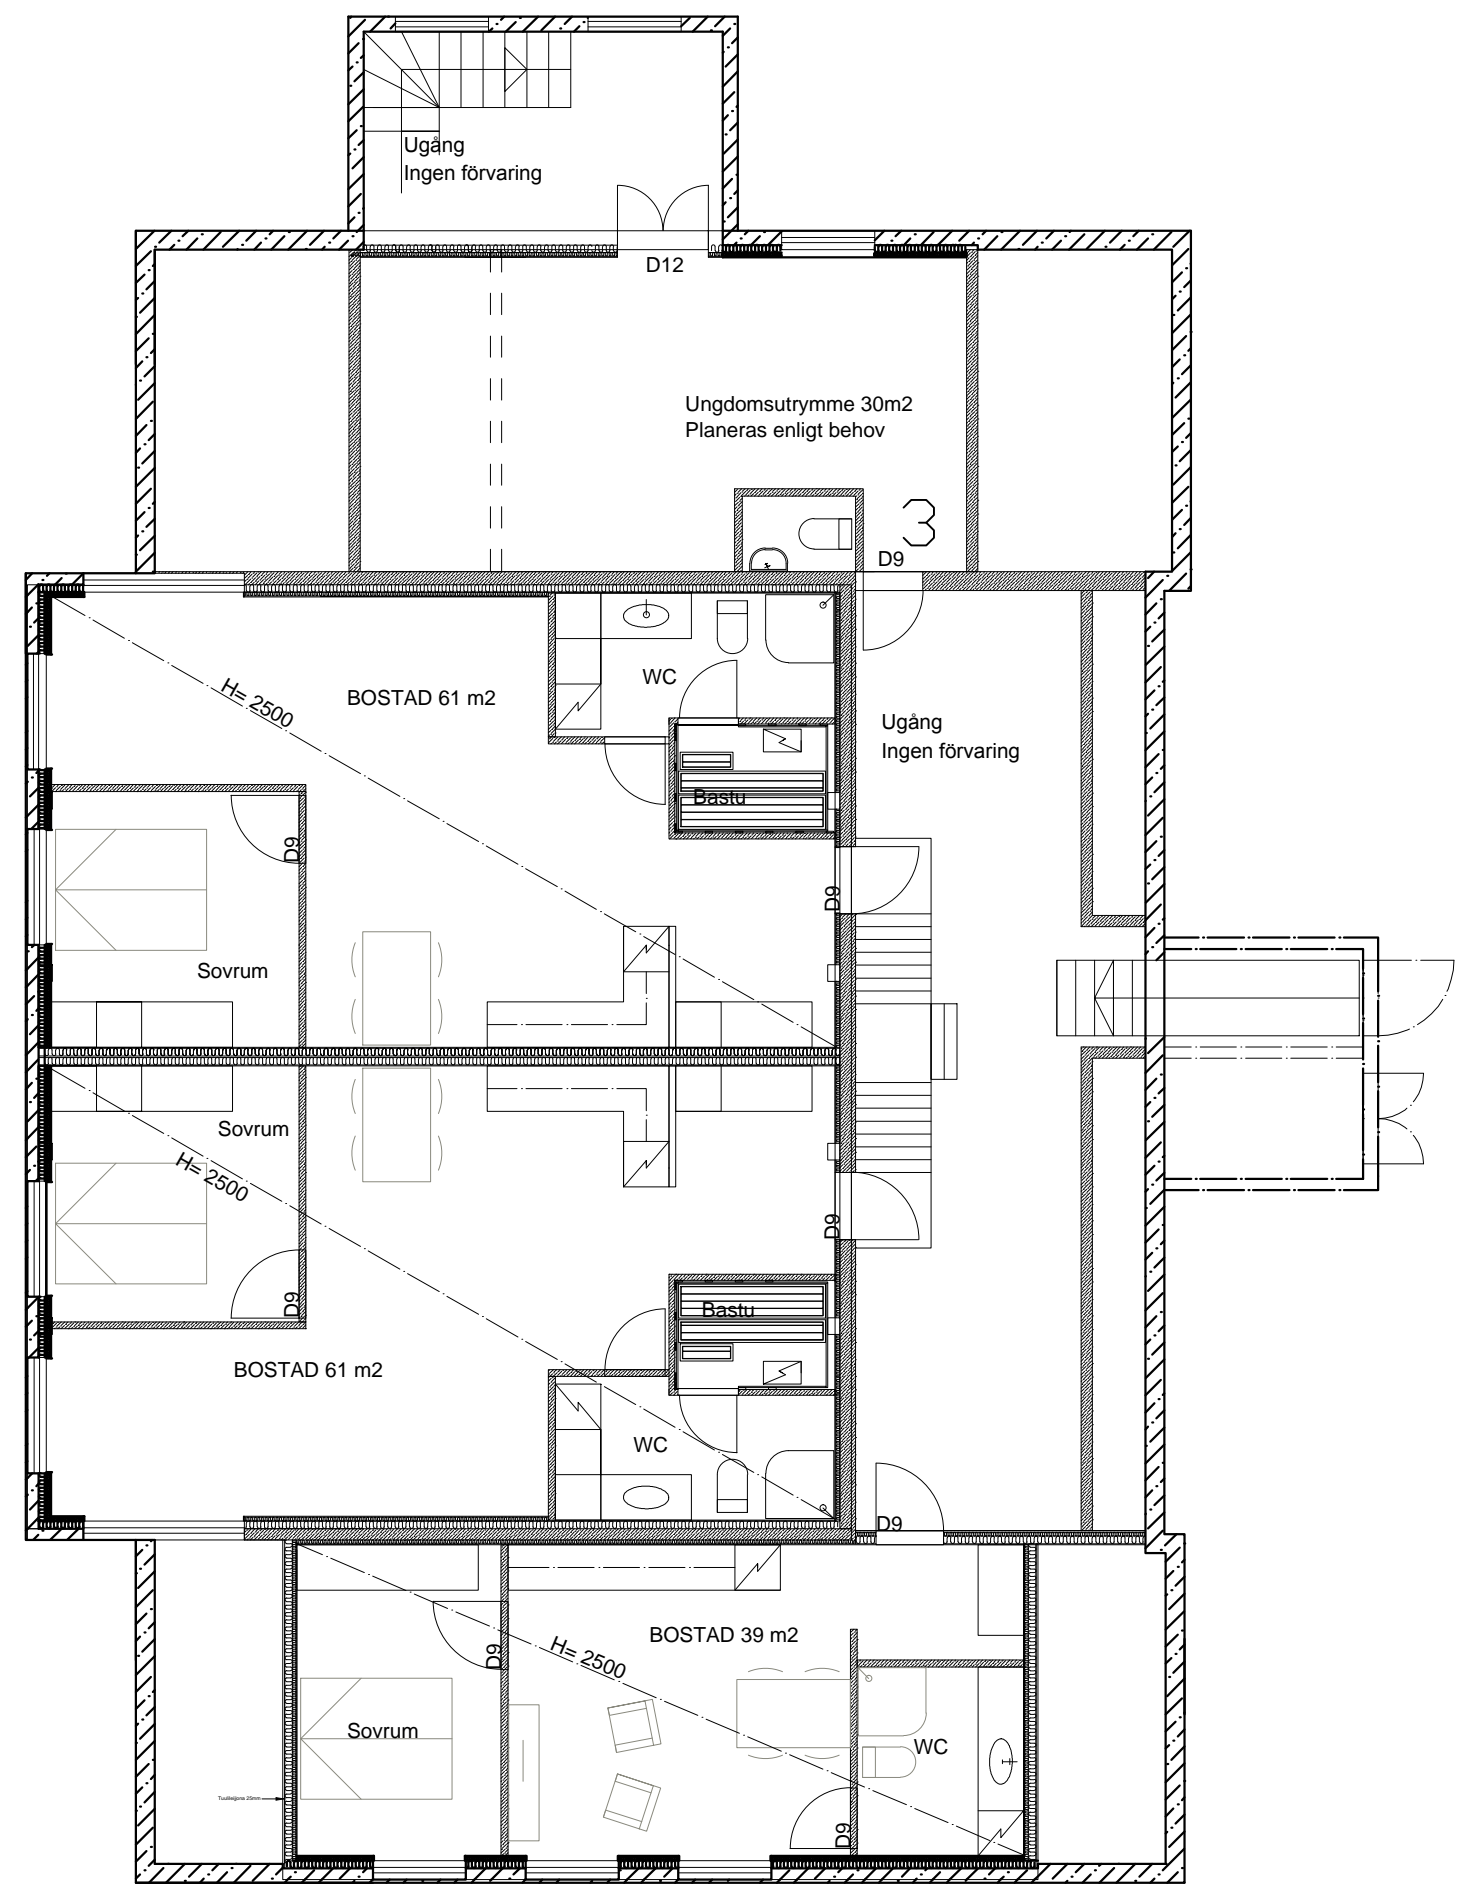 Ugång
Ingen förvaring
D12
Ungdomsutrymme 30m2
Planeras enligt behov
3
D9
WC
H= 2500
BOSTAD 61 m2
Ugång
Ingen förvaring
Bastu
D9
D9
Sovrum
Sovrum
H= 2500
D9
D9
Bastu
BOSTAD 61 m2
WC
D9
BOSTAD 39 m2
H= 2500
D9
Sovrum
WC
D9